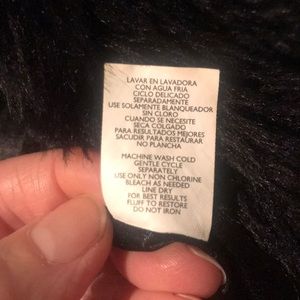 LAVAR EN LAVADORA
CON AGUA FRIA
CICLO DELICADO
SEPARADAMENTE
USE SOLAMENTE BLANQUEADOR
SIN CLORO
CUANDO SE NECESITE
SECA COLGADO
PARA RESULTADOS MEJORES
SACUDIR PARA RESTAURAR
NO PLANCHA
MACHINE WASH COLD
GENTLE CYCLE
SEPARATELY
USE ONLY NON CHLORINE
BLEACH AS NEEDED
LINE DRY
FOR BEST RESULTS
FLUFF TO RESTORE
DO NOT IRON